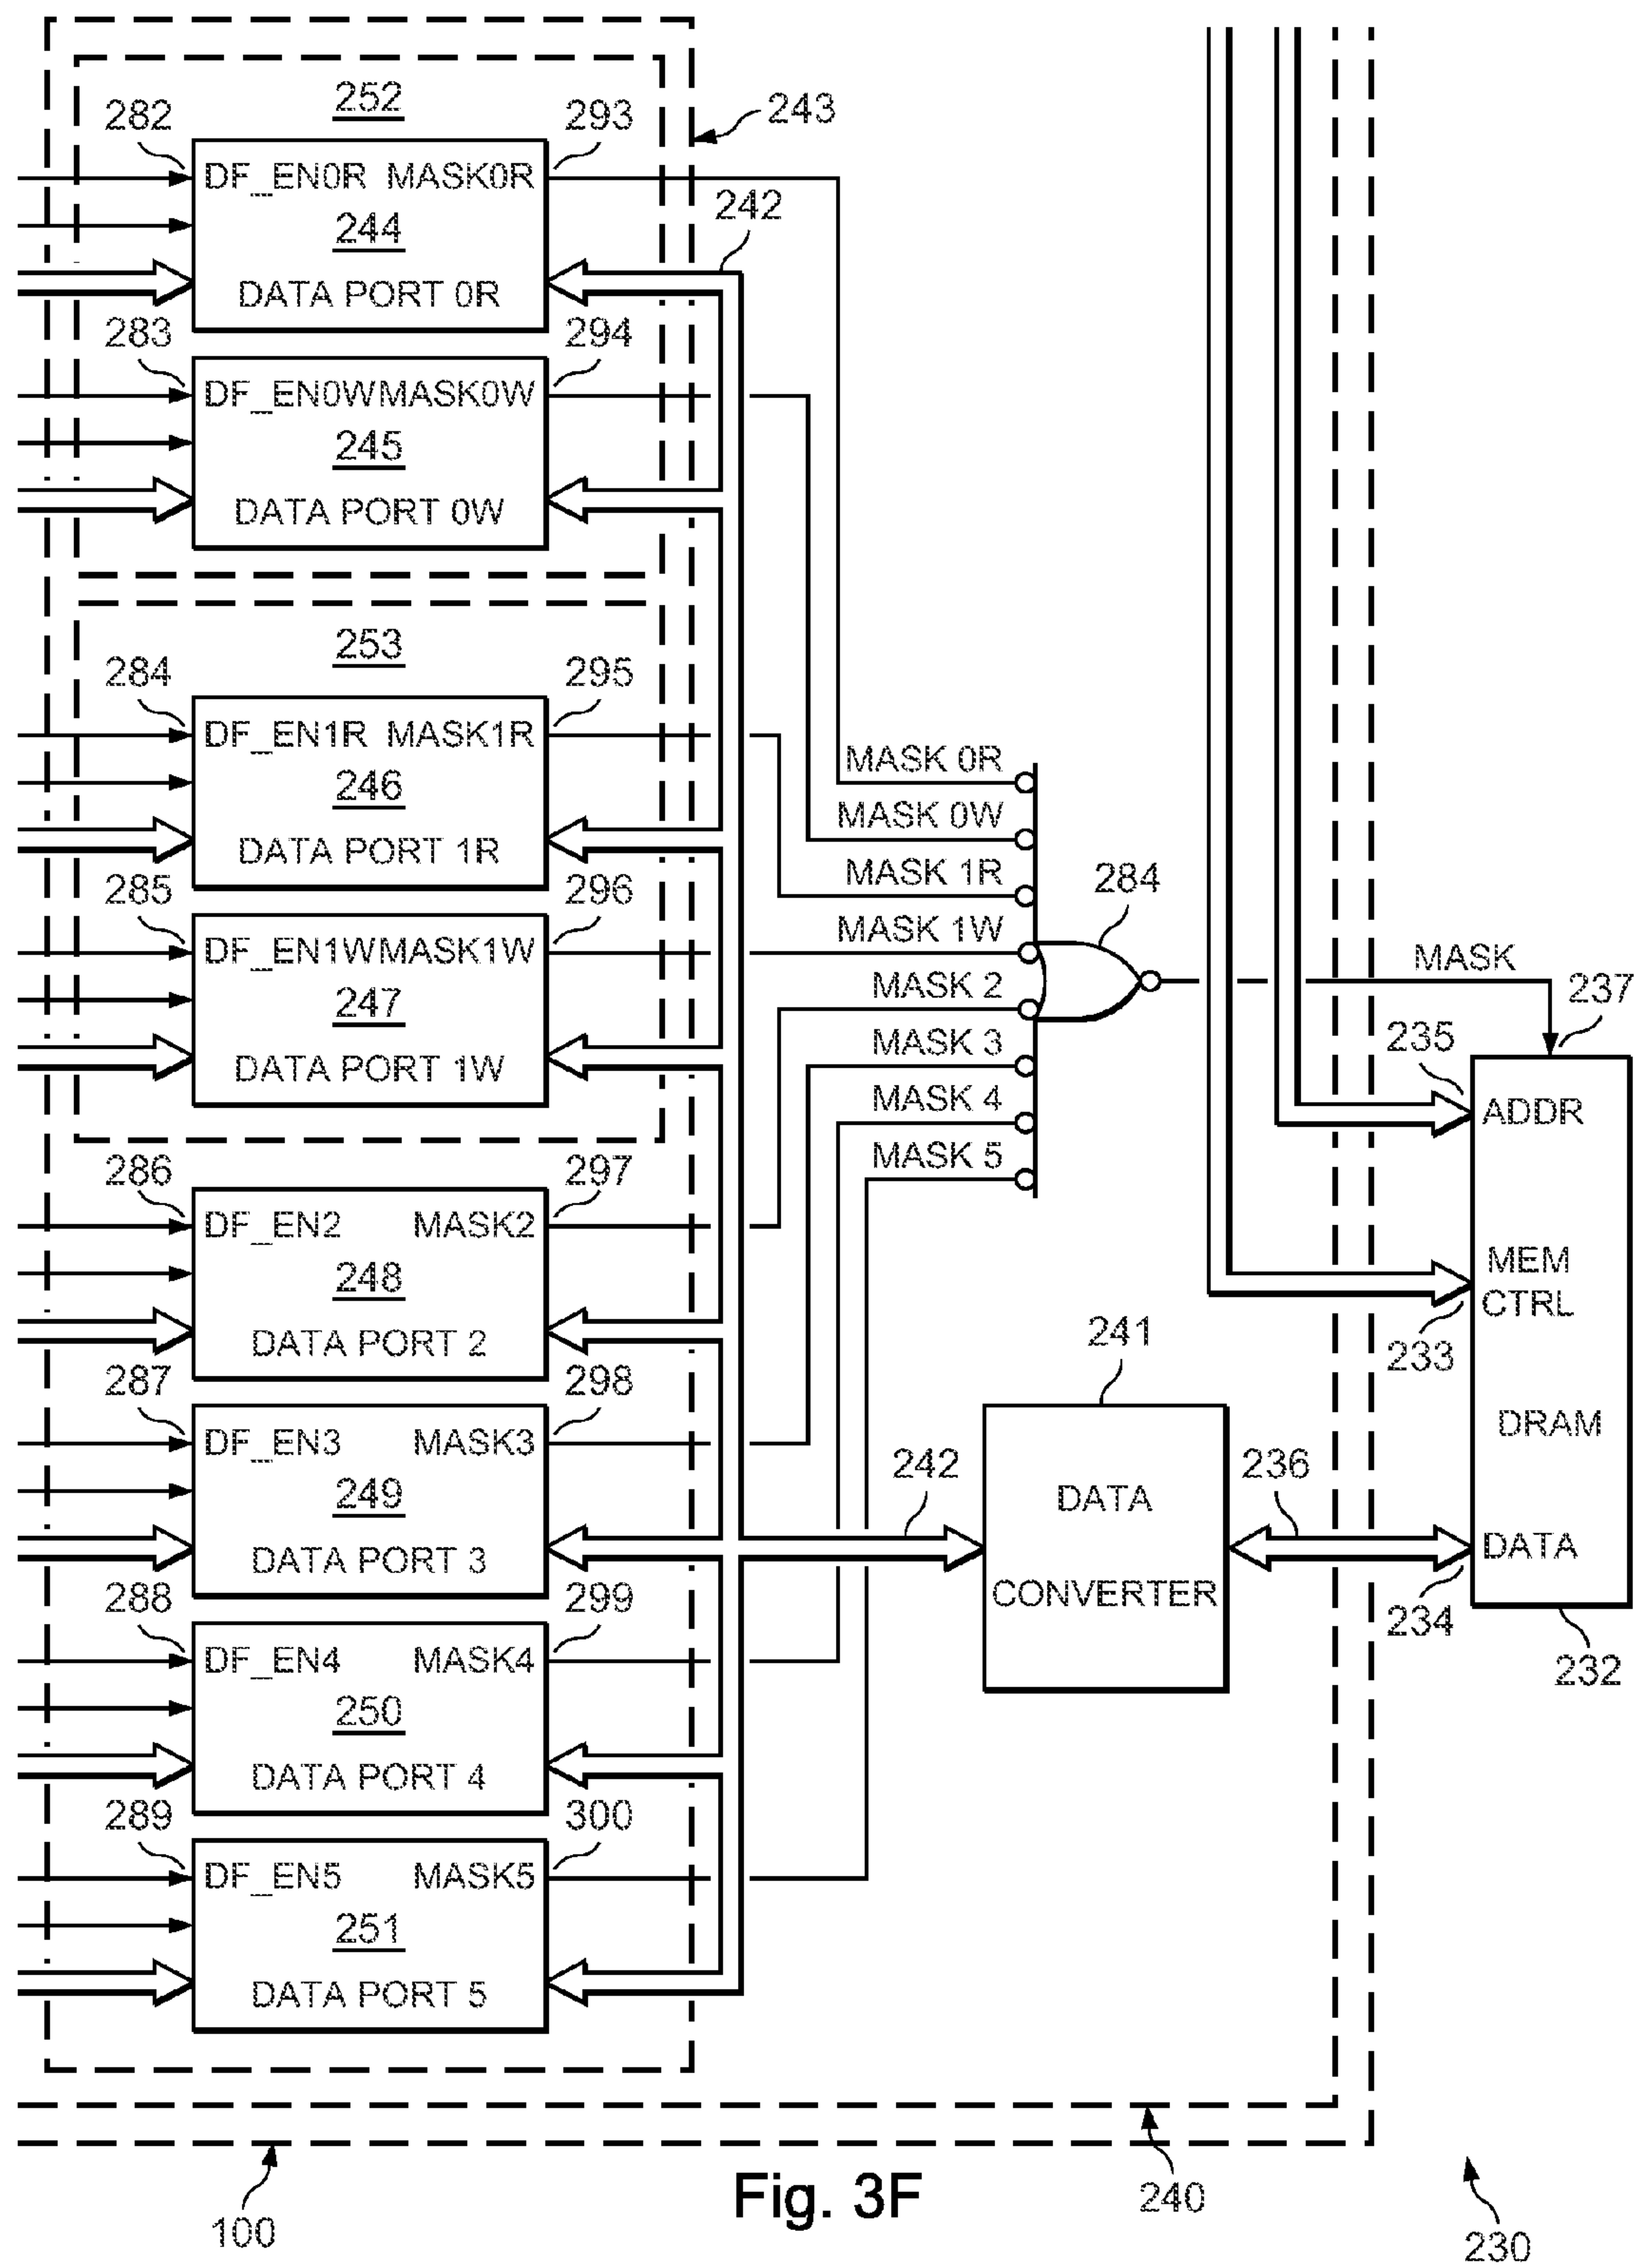 252
282
293
243
DF_EN0R MASK0R
244
DATA PORT 0R
242
283
294
DF_EN0W MASK0W
245
DATA PORT 0W
253
284
295
DF_EN1R MASK1R
246
DATA PORT 1R
285
296
DF_EN1W MASK1W
247
DATA PORT 1W
286
297
DF_EN2 MASK2
248
DATA PORT 2
287
298
DF_EN3 MASK3
249
DATA PORT 3
288
299
DF_EN4 MASK4
250
DATA PORT 4
289
300
DF_EN5 MASK5
251
DATA PORT 5
MASK 0R
MASK 0W
MASK 1R
MASK 1W
MASK 2
MASK 3
MASK 4
MASK 5
284
MASK
237
235
ADDR
MEM
CTRL
233
DRAM
DATA
234
232
241
242
236
DATA
CONVERTER
100
240
230
Fig. 3F